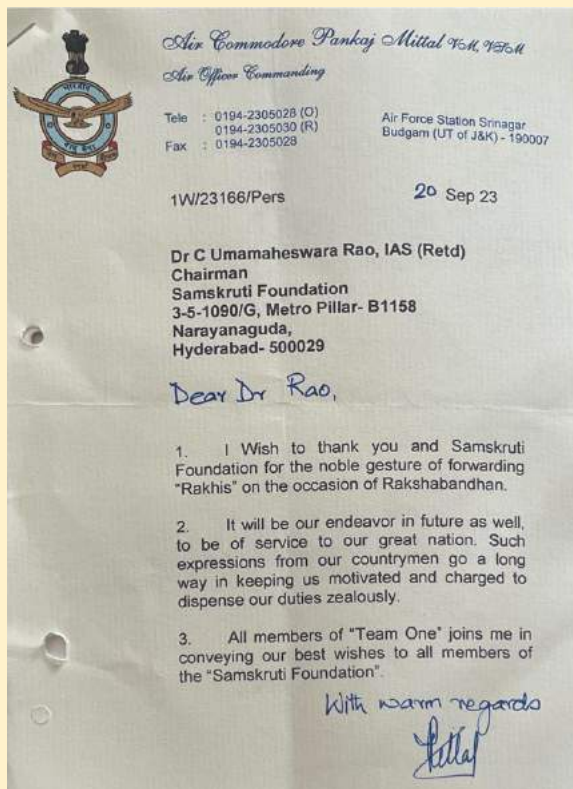 Air Commodore Pankaj Mittal VM, VSM
Air Officer Commanding
Tele : 0194-2305028 (O)
0194-2305030 (R)
Fax : 0194-2305028
Air Force Station Srinagar
Budgam (UT of J&K) - 190007
1W/23166/Pers
20 Sep 23
Dr C Umamaheswara Rao, IAS (Retd)
Chairman
Samskruti Foundation
3-5-1090/G, Metro Pillar- B1158
Narayanaguda,
Hyderabad- 500029
Dear Dr Rao,
1. I Wish to thank you and Samskruti
Foundation for the noble gesture of forwarding
"Rakhis" on the occasion of Rakshabandhan.
2. It will be our endeavor in future as well,
to be of service to our great nation. Such
expressions from our countrymen go a long
way in keeping us motivated and charged to
dispense our duties zealously.
3. All members of "Team One" joins me in
conveying our best wishes to all members of
the "Samskruti Foundation".
With warm regards